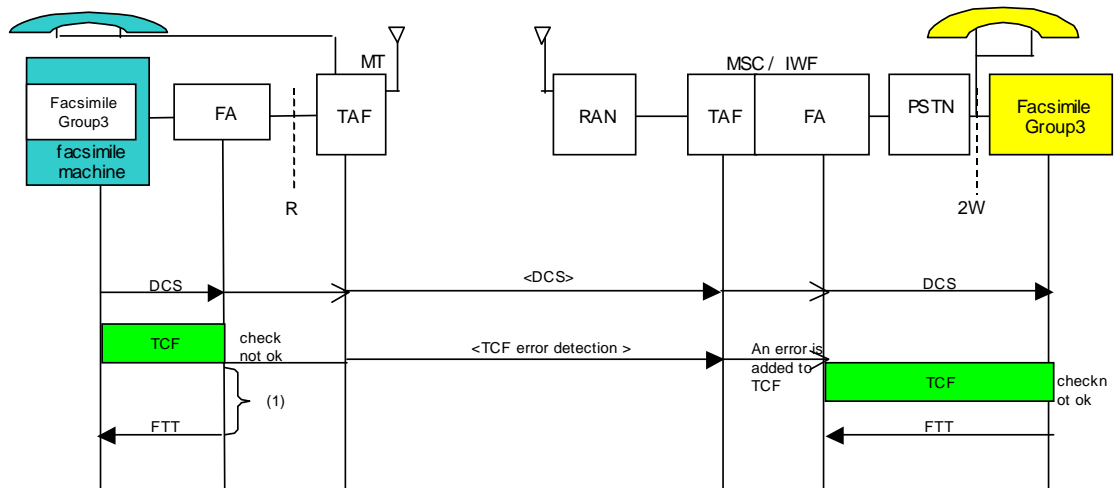 MT
MSC / IWF
Facsimile
Group3
facsimile
machine
FA
TAF
RAN
TAF
FA
PSTN
Facsimile
Group3
R
2W
DCS
<DCS>
DCS
TCF
check
not ok
<TCF error detection >
An error is
added to
TCF
TCF
checkn
ot ok
(1)
FTT
FTT